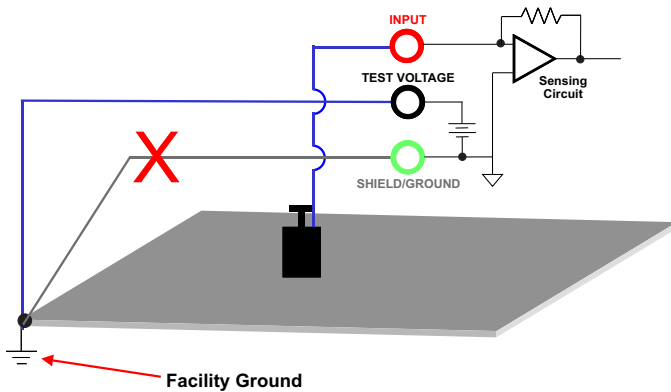 INPUT
TEST VOLTAGE
Sensing
Circuit
X
SHIELD/GROUND
Facility Ground